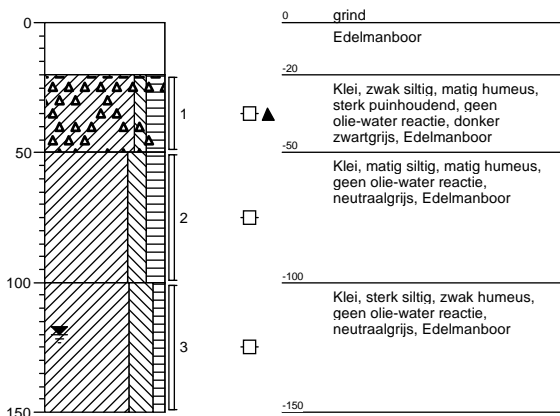 0
50
100
150
1
2
3
0
grind
Edelmanboor
-20
Klei, zwak siltig, matig humeus,
sterk puinhoudend, geen
olie-water reactie, donker
zwartgrijs, Edelmanboor
-50
Klei, matig siltig, matig humeus,
geen olie-water reactie,
neutraalgrijs, Edelmanboor
-100
Klei, sterk siltig, zwak humeus,
geen olie-water reactie,
neutraalgrijs, Edelmanboor
-150